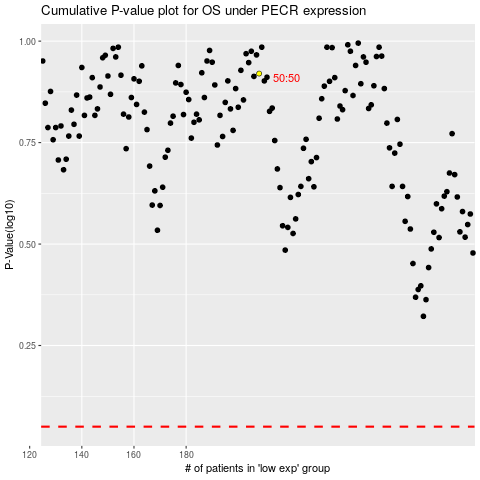 Cumulative P-value plot for OS under PECR expression
P-Value(log10)
1.00
0.75
0.50
0.25
50:50
120 140 160 180
# of patients in 'low exp' group